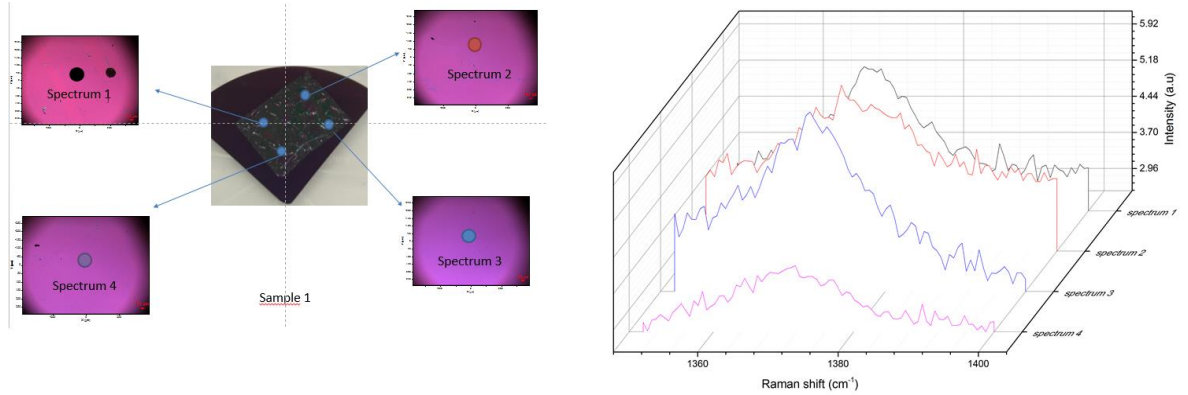 Spectrum 1
Spectrum 2
Spectrum 4
Spectrum 3
Sample 1
5.92
5.18
4.44
3.70
2.96
Intensity (a.u)
spectrum 1
spectrum 2
spectrum 3
spectrum 4
1360
1380
1400
Raman shift (cm⁻¹)